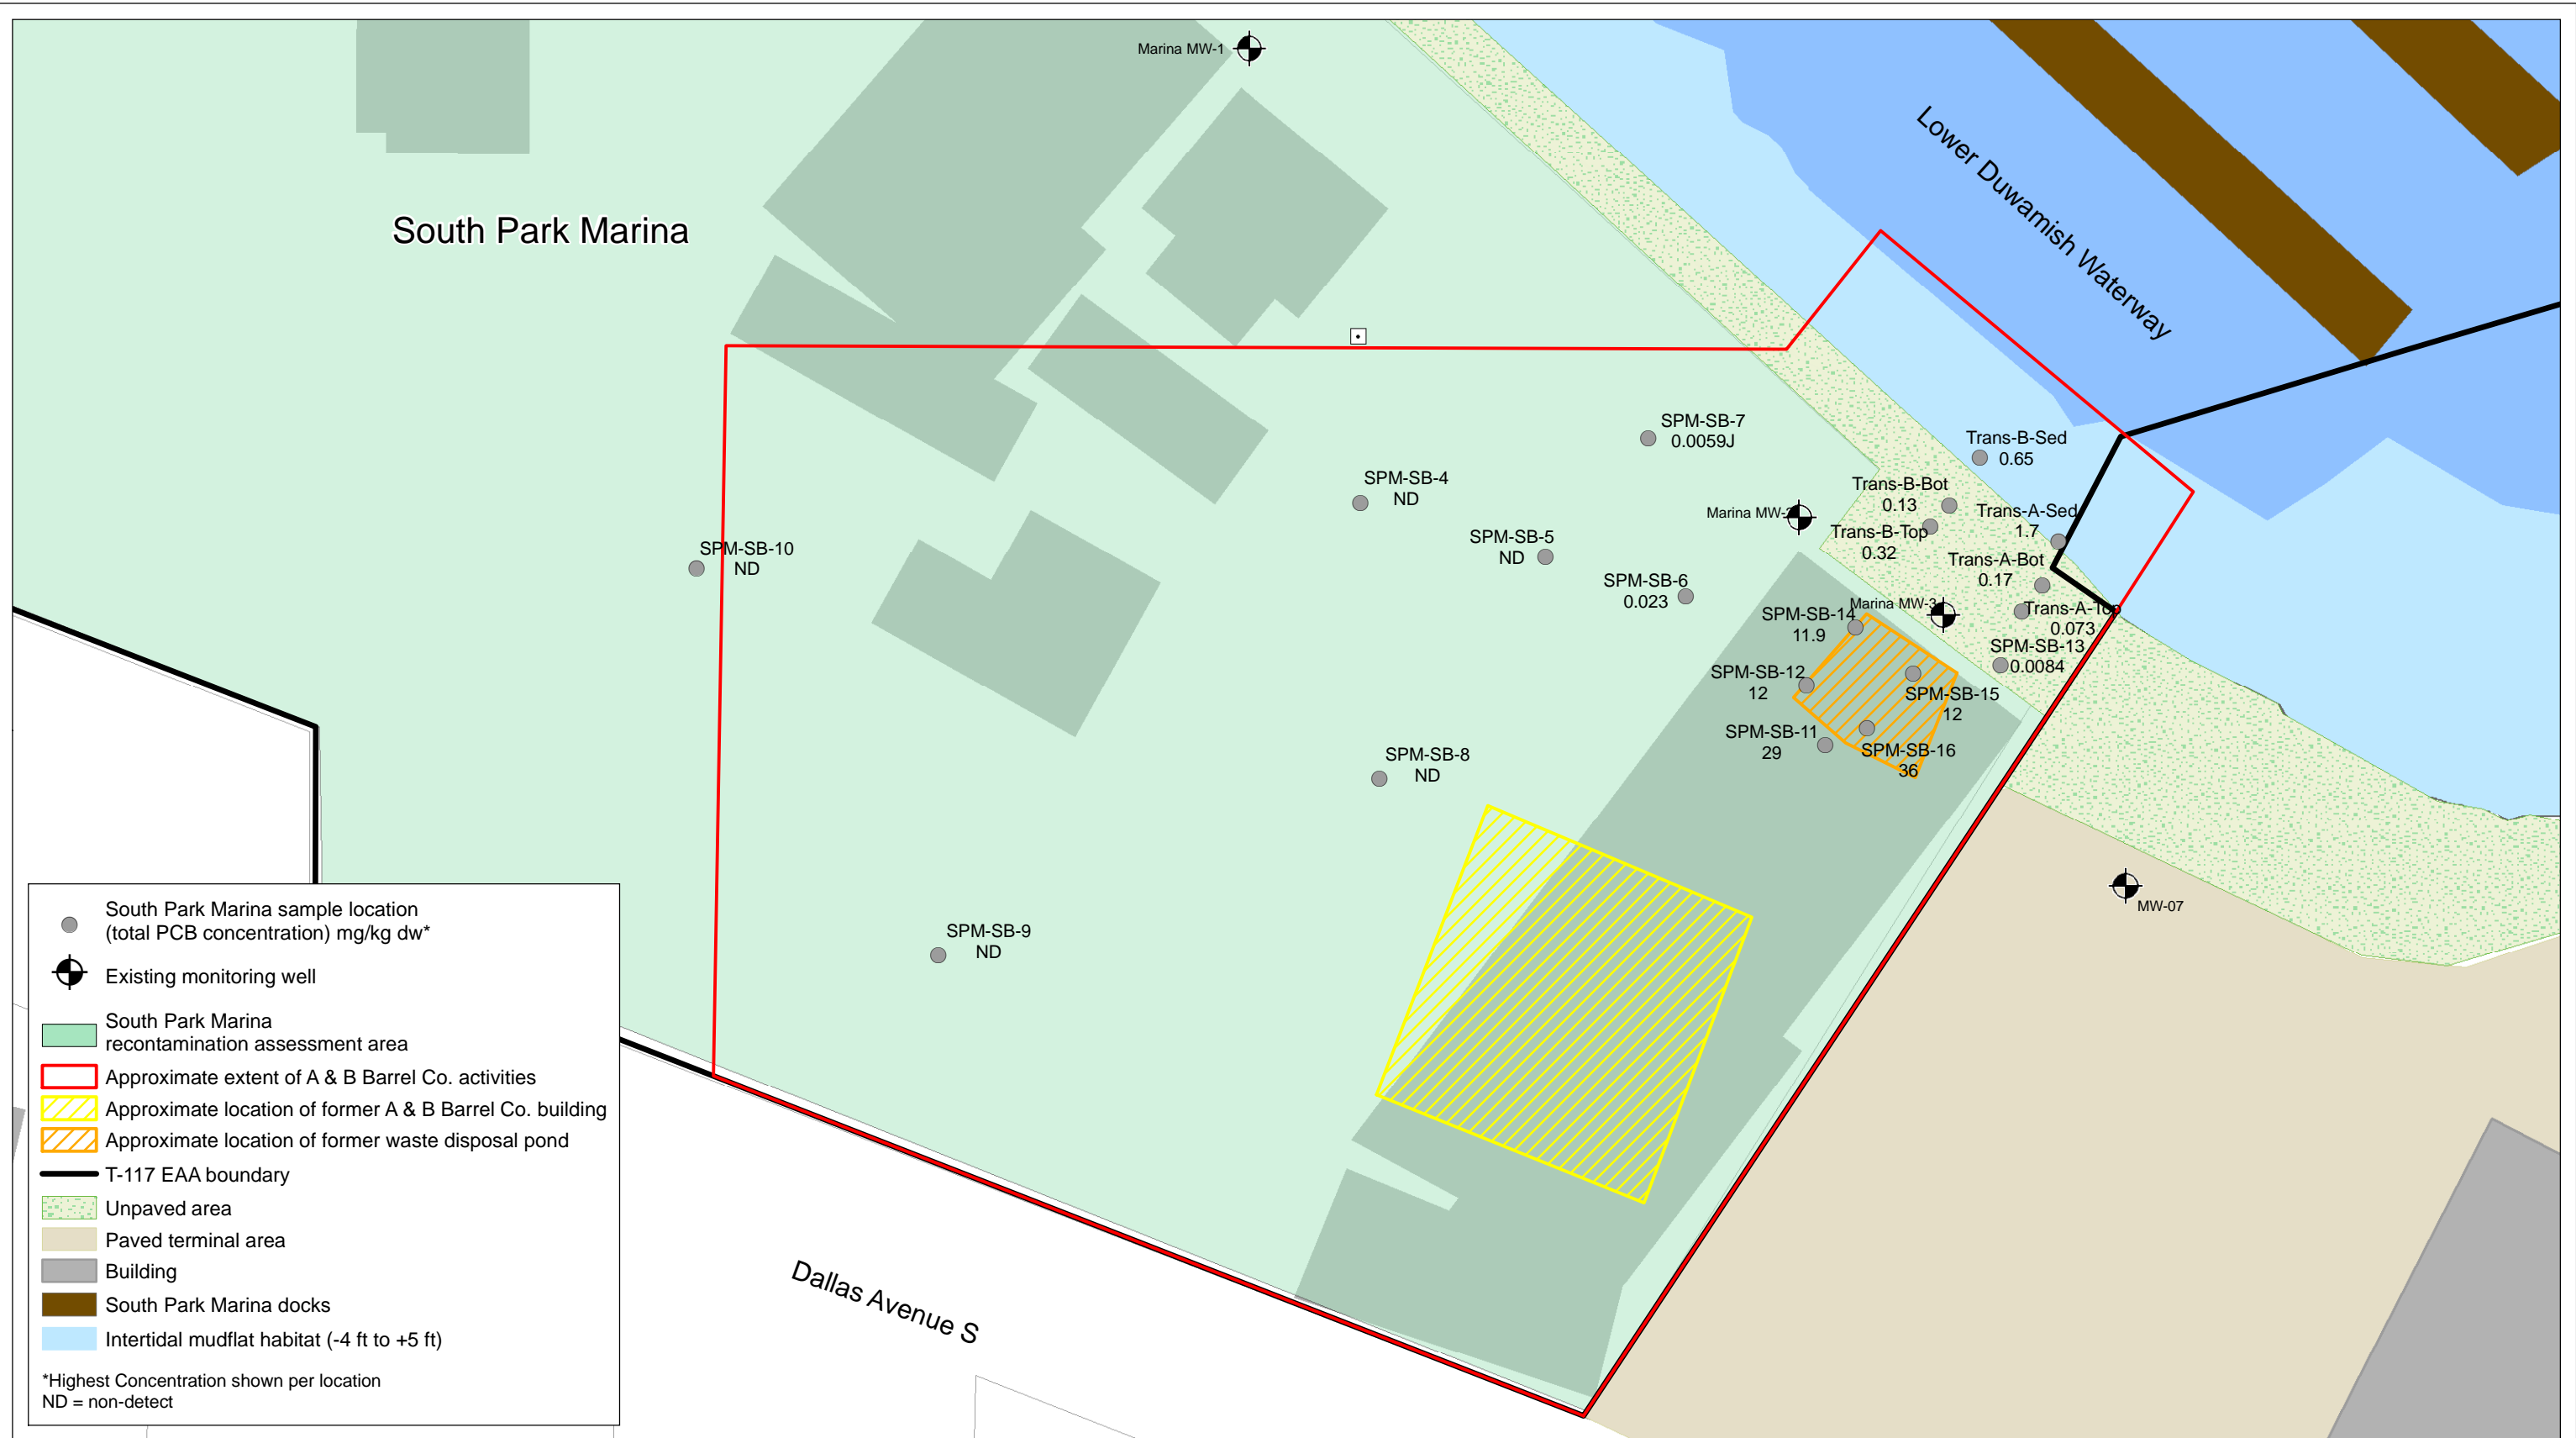 Marina MW-1
South Park Marina
Lower Duwamish Waterway
SPM-SB-7
0.0059J
Trans-B-Sed
0.65
SPM-SB-4
ND
Trans-B-Bot
0.13
Marina MW-2
Trans-A-Sed
1.7
Trans-B-Top
0.32
SPM-SB-5
ND
SPM-SB-10
ND
Trans-A-Bot
0.17
SPM-SB-6
0.023
SPM-SB-14
11.9
Marina MW-3
Trans-A-Top
0.073
SPM-SB-13
0.0084
SPM-SB-12
12
SPM-SB-15
12
SPM-SB-11
29
SPM-SB-16
36
SPM-SB-8
ND
MW-07
SPM-SB-9
ND
Dallas Avenue S
South Park Marina sample location
(total PCB concentration) mg/kg dw*
Existing monitoring well
South Park Marina
recontamination assessment area
Approximate extent of A & B Barrel Co. activities
Approximate location of former A & B Barrel Co. building
Approximate location of former waste disposal pond
T-117 EAA boundary
Unpaved area
Paved terminal area
Building
South Park Marina docks
Intertidal mudflat habitat (-4 ft to +5 ft)
*Highest Concentration shown per location
ND = non-detect